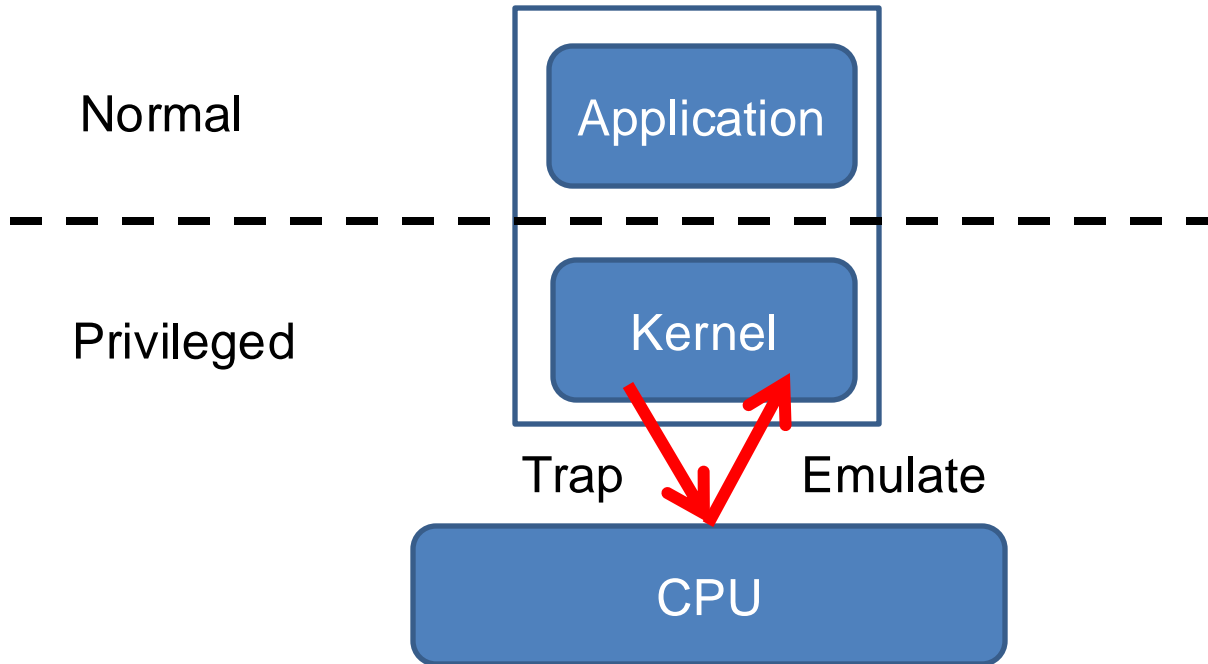 Normal
Application
Privileged
Kernel
Trap
Emulate
CPU